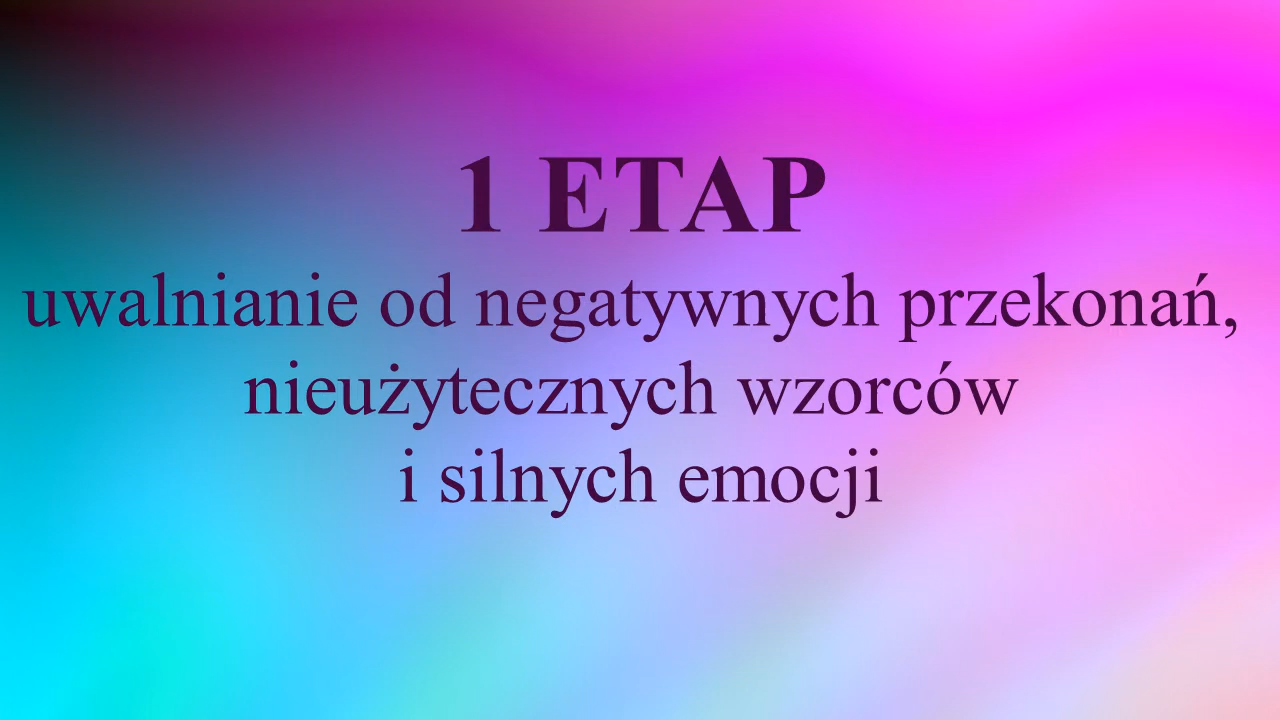 1 ETAP
uwalnianie od negatywnych przekonań,
nieużytecznych wzorców
i silnych emocji